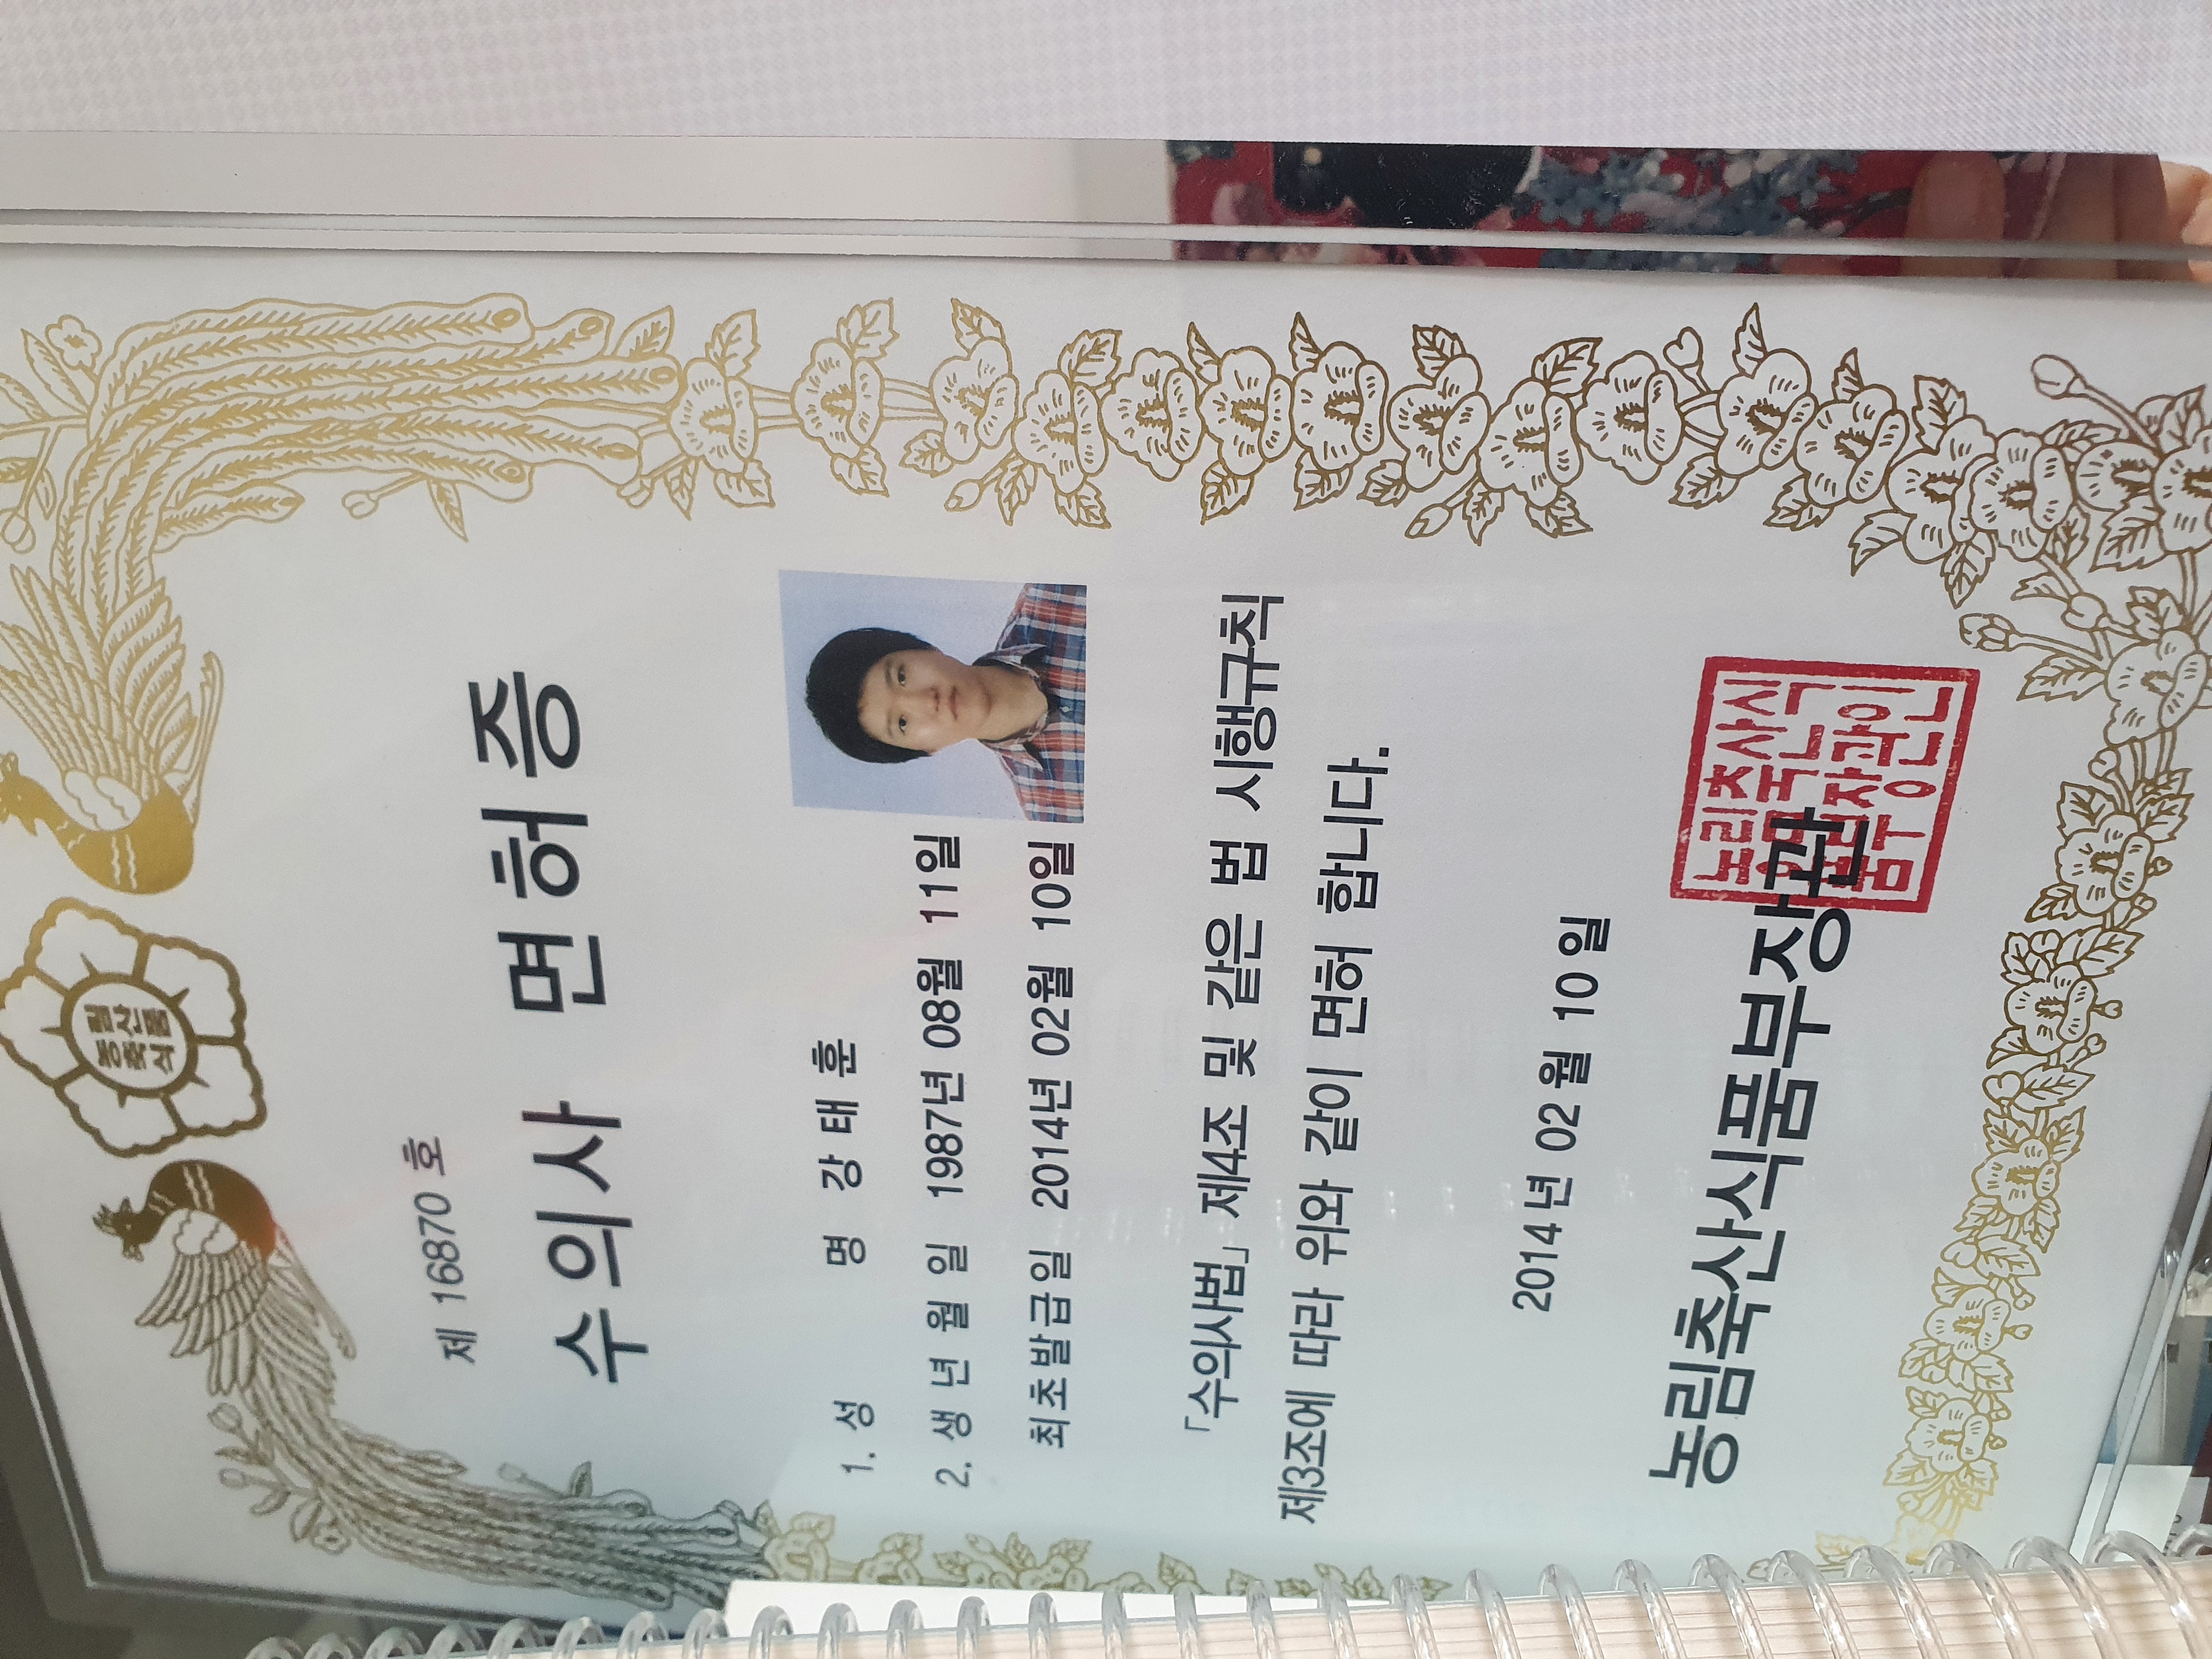 농림
축산
식품
제 16870 호
수의사 면허증
1. 성 명 강 태 훈
2. 생 년 월 일 1987년 08월 11일
최초발급일 2014년 02월 10일
「수의사법」 제4조 및 같은 법 시행규칙
제3조에 따라 위와 같이 면허 합니다.
2014 년 02 월 10 일
농림축산식품부장관
농림축산식
품부장관인